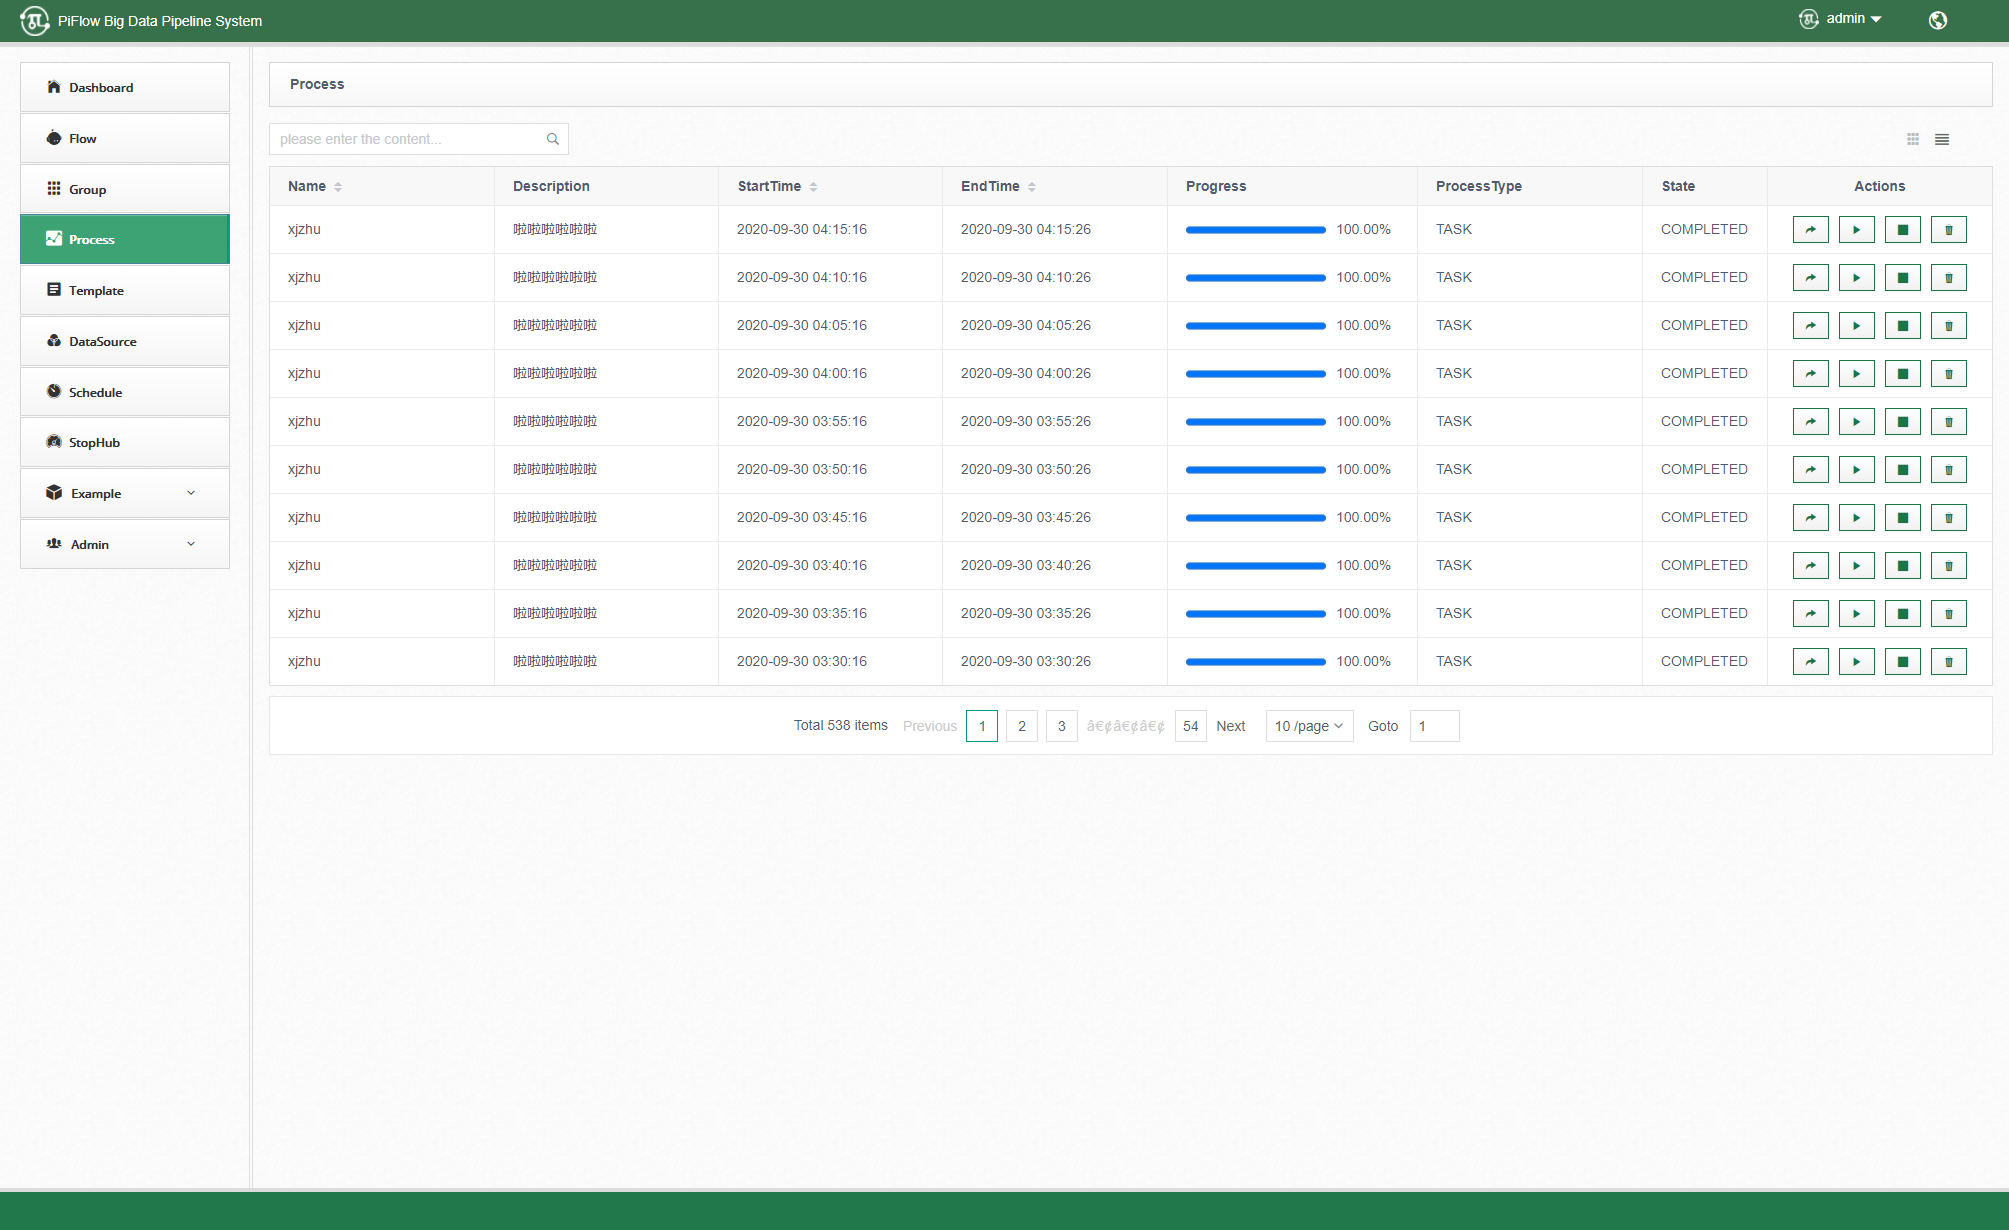 PiFlow Big Data Pipeline System
admin
Dashboard
Flow
Group
Process
Template
DataSource
Schedule
StopHub
Example
Admin
Process
please enter the content...
Name Description StartTime EndTime Progress ProcessType State Actions
xjzhu 啦啦啦啦啦啦 2020-09-30 04:15:16 2020-09-30 04:15:26 100.00% TASK COMPLETED
xjzhu 啦啦啦啦啦啦 2020-09-30 04:10:16 2020-09-30 04:10:26 100.00% TASK COMPLETED
xjzhu 啦啦啦啦啦啦 2020-09-30 04:05:16 2020-09-30 04:05:26 100.00% TASK COMPLETED
xjzhu 啦啦啦啦啦啦 2020-09-30 04:00:16 2020-09-30 04:00:26 100.00% TASK COMPLETED
xjzhu 啦啦啦啦啦啦 2020-09-30 03:55:16 2020-09-30 03:55:26 100.00% TASK COMPLETED
xjzhu 啦啦啦啦啦啦 2020-09-30 03:50:16 2020-09-30 03:50:26 100.00% TASK COMPLETED
xjzhu 啦啦啦啦啦啦 2020-09-30 03:45:16 2020-09-30 03:45:26 100.00% TASK COMPLETED
xjzhu 啦啦啦啦啦啦 2020-09-30 03:40:16 2020-09-30 03:40:26 100.00% TASK COMPLETED
xjzhu 啦啦啦啦啦啦 2020-09-30 03:35:16 2020-09-30 03:35:26 100.00% TASK COMPLETED
xjzhu 啦啦啦啦啦啦 2020-09-30 03:30:16 2020-09-30 03:30:26 100.00% TASK COMPLETED
Total 538 items Previous 1 2 3 â€¢â€¢â€¢ 54 Next 10 /page Goto 1